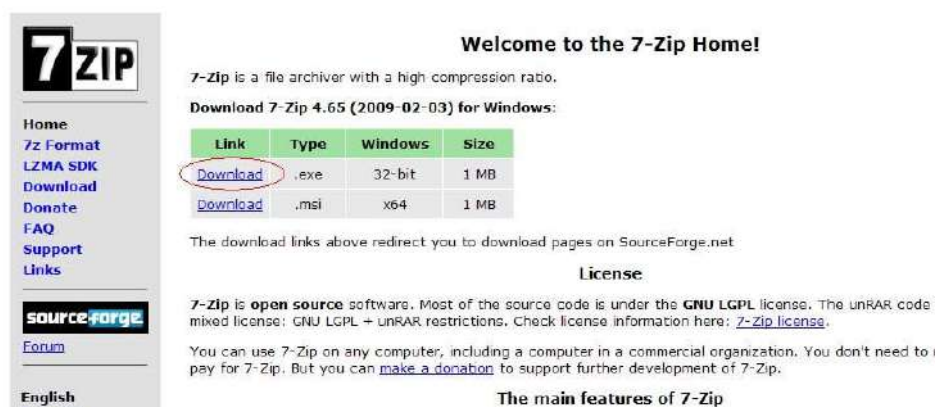 7 ZIP
Home
7z Format
LZMA SDK
Download
Donate
FAQ
Support
Links
sourceforge
Forum
English
Welcome to the 7-Zip Home!
7-Zip is a file archiver with a high compression ratio.
Download 7-Zip 4.65 (2009-02-03) for Windows:
Link Type Windows Size
Download .exe 32-bit 1 MB
Download .msi x64 1 MB
The download links above redirect you to download pages on SourceForge.net
License
7-Zip is open source software. Most of the source code is under the GNU LGPL license. The unRAR code
mixed license: GNU LGPL + unRAR restrictions. Check license information here: 7-Zip license.
You can use 7-Zip on any computer, including a computer in a commercial organization. You don't need to
pay for 7-Zip. But you can make a donation to support further development of 7-Zip.
The main features of 7-Zip